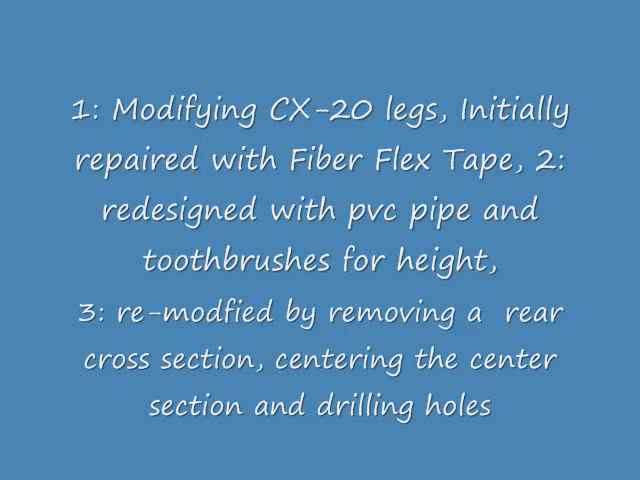 1: Modifying CX-20 legs, Initially
repaired with Fiber Flex Tape, 2:
redesigned with pvc pipe and
toothbrushes for height,
3: re-modfied by removing a rear
cross section, centering the center
section and drilling holes